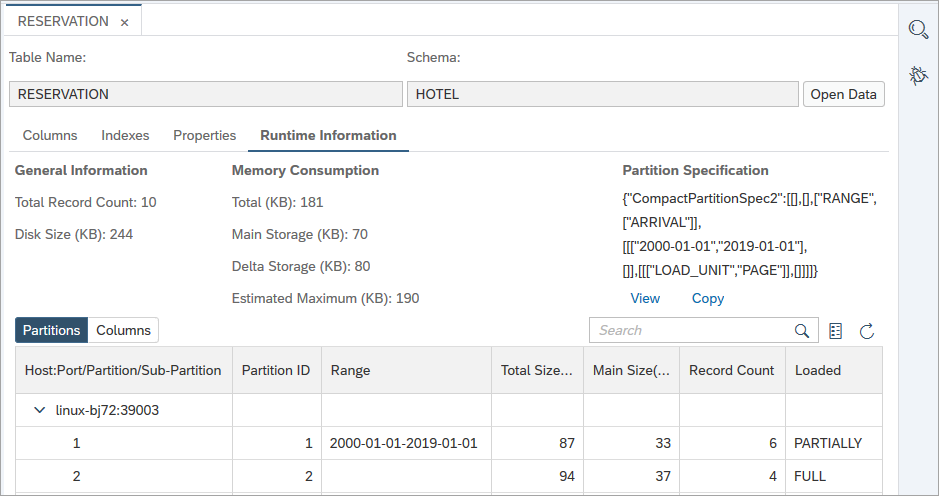 RESERVATION ×
Table Name: Schema:
RESERVATION HOTEL Open Data
Columns Indexes Properties Runtime Information
General Information Memory Consumption Partition Specification
Total Record Count: 10 Total (KB): 181 {"CompactPartitionSpec2":[[],[],["RANGE",
Disk Size (KB): 244 Main Storage (KB): 70 ["ARRIVAL"]],
Delta Storage (KB): 80 [[["2000-01-01","2019-01-01"],
Estimated Maximum (KB): 190 []],[[["LOAD_UNIT","PAGE"]],[]]]]}
View Copy
Partitions Columns Search
Host:Port/Partition/Sub-Partition Partition ID Range Total Size... Main Size(... Record Count Loaded
linux-bj72:39003
1 1 2000-01-01-2019-01-01 87 33 6 PARTIALLY
2 2 94 37 4 FULL